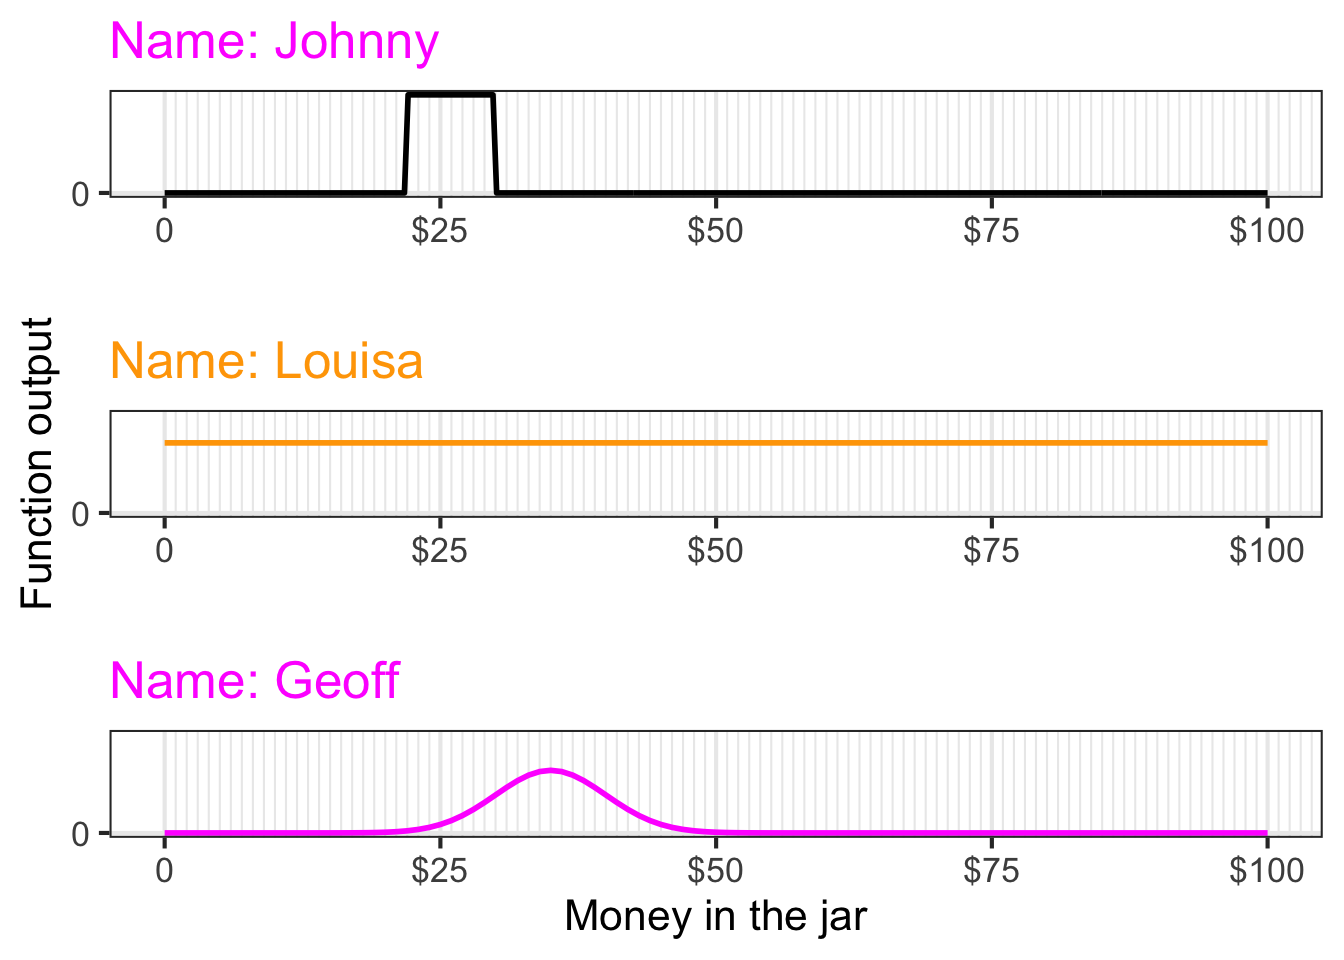 Name: Johnny
0
0 $25 $50 $75 $100
Name: Louisa
Function output
0
0 $25 $50 $75 $100
Name: Geoff
0
0 $25 $50 $75 $100
Money in the jar